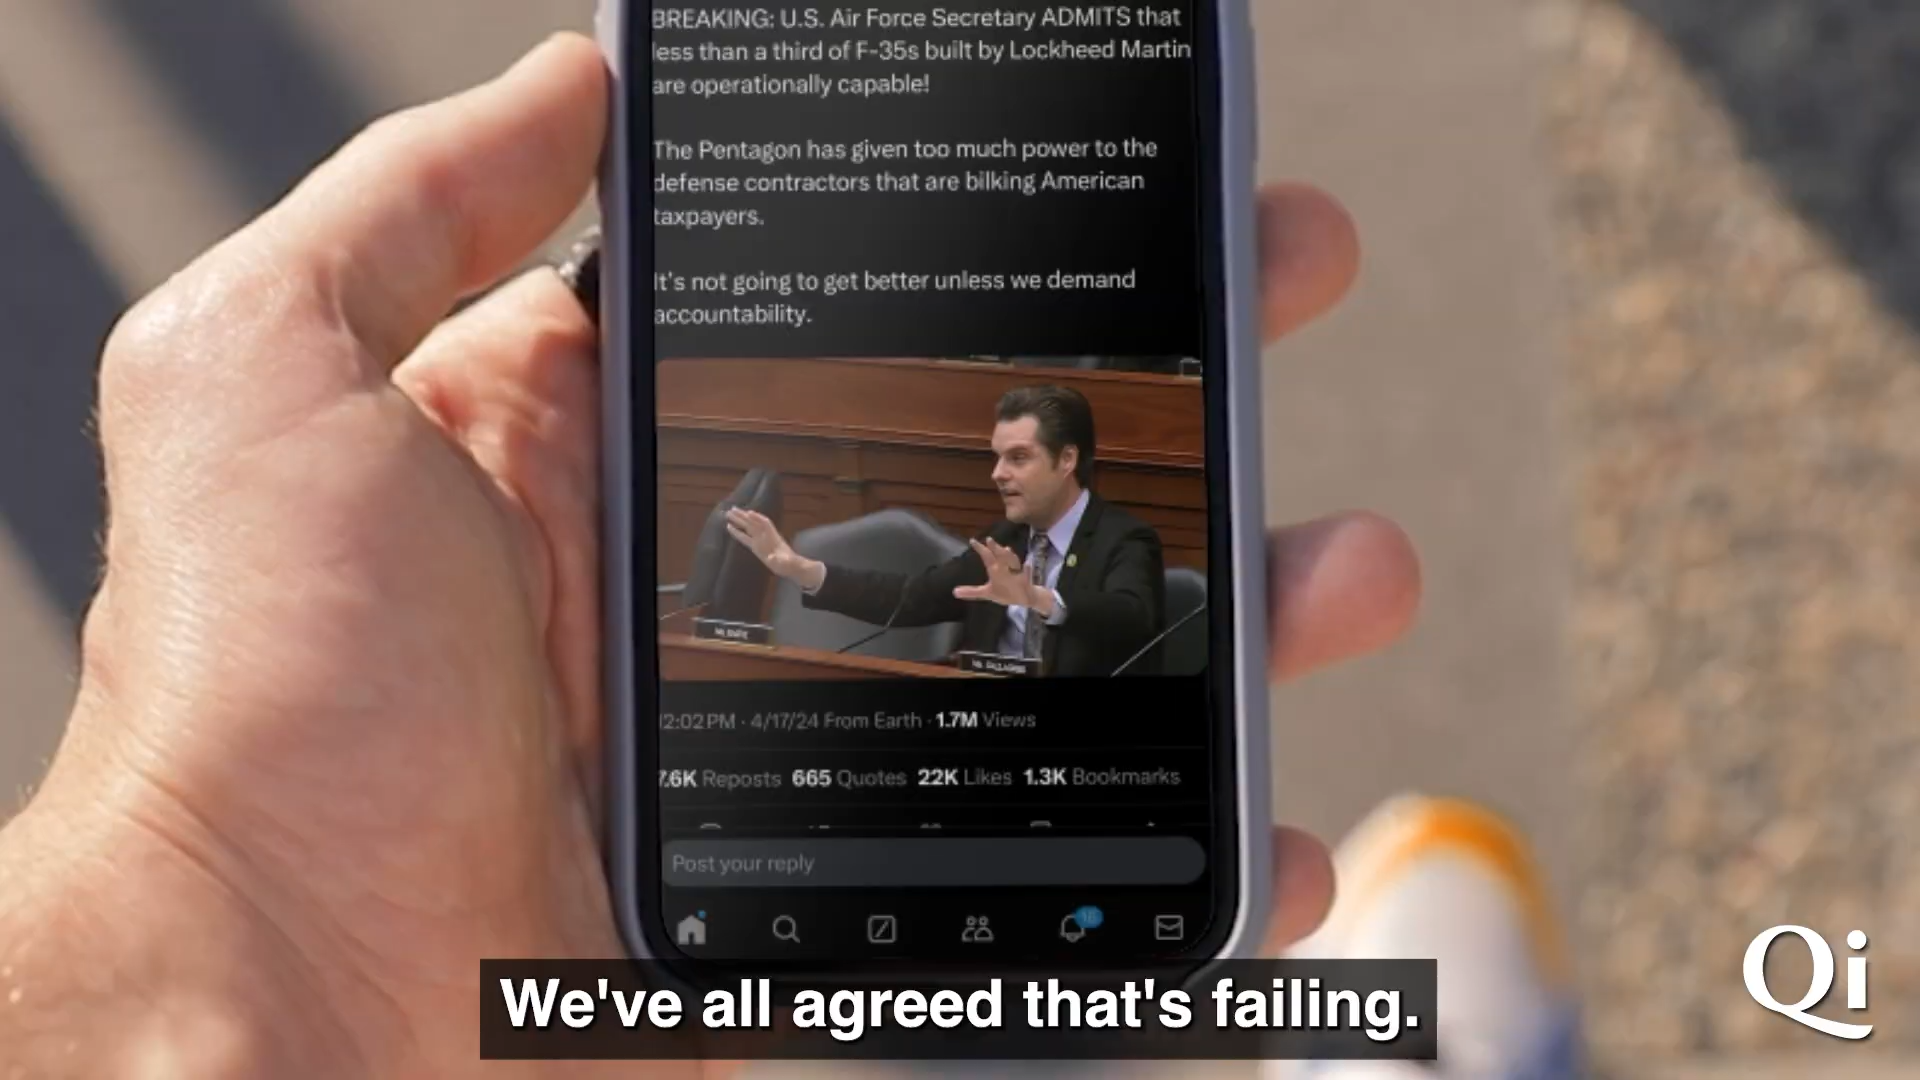 BREAKING: U.S. Air Force Secretary ADMITS that
less than a third of F-35s built by Lockheed Martin
are operationally capable!
The Pentagon has given too much power to the
defense contractors that are bilking American
taxpayers.
It's not going to get better unless we demand
accountability.
12:02 PM · 4/17/24 From Earth · 1.7M Views
7.6K Reposts 665 Quotes 22K Likes 1.3K Bookmarks
Post your reply
We've all agreed that's failing.
Qi